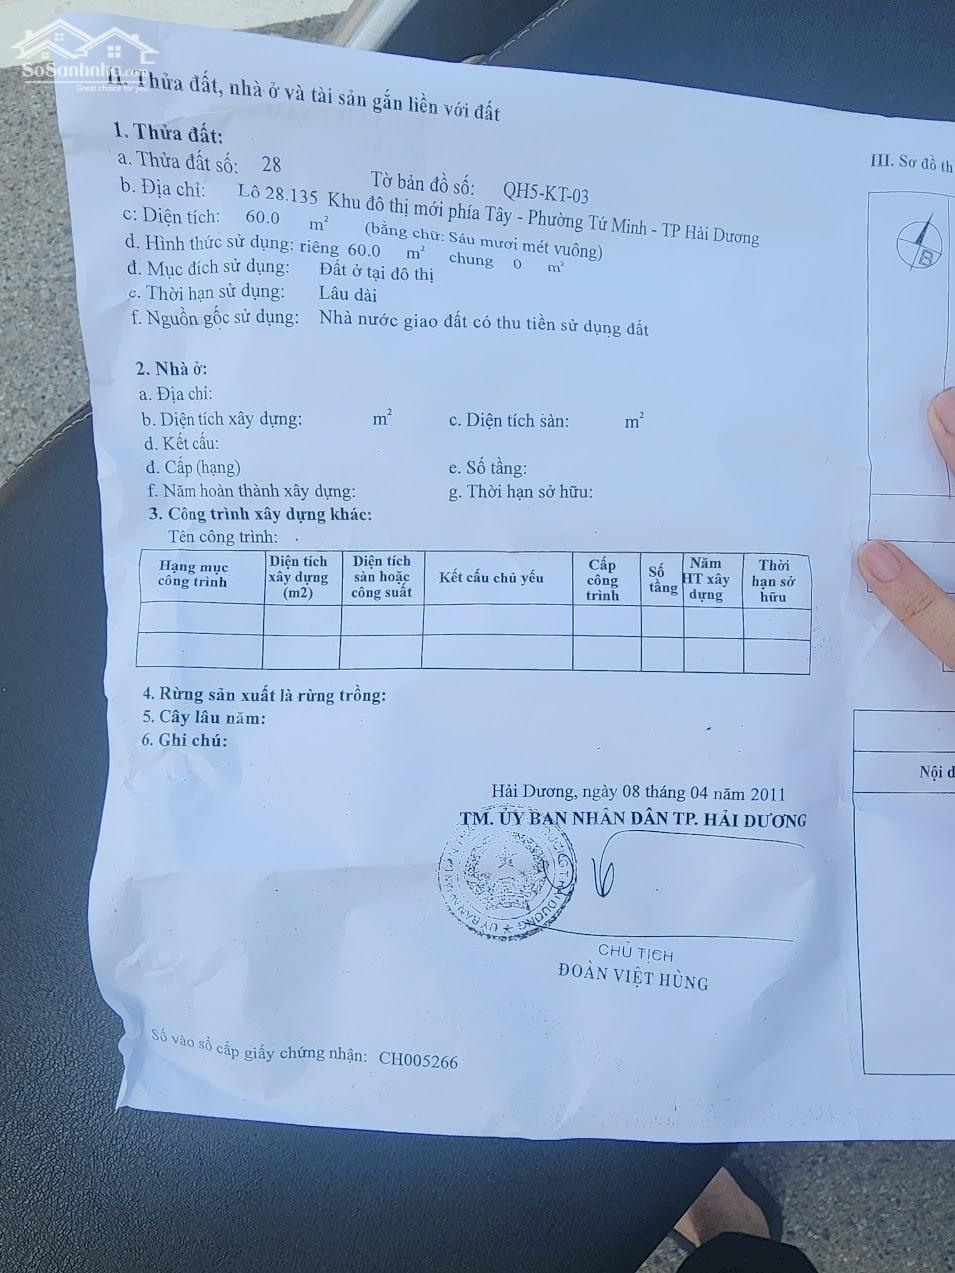 SoSanhnha.com
Great choice for you
II. Thửa đất, nhà ở và tài sản gắn liền với đất
1. Thửa đất:
a. Thửa đất số: 28 Tờ bản đồ số: QH5-KT-03
b. Địa chỉ: Lô 28.135 Khu đô thị mới phía Tây - Phường Tứ Minh - TP Hải Dương
c: Diện tích: 60.0 m² (bằng chữ: Sáu mươi mét vuông)
d. Hình thức sử dụng: riêng 60.0 m² chung 0 m²
đ. Mục đích sử dụng: Đất ở tại đô thị
e. Thời hạn sử dụng: Lâu dài
f. Nguồn gốc sử dụng: Nhà nước giao đất có thu tiền sử dụng đất
2. Nhà ở:
a. Địa chỉ:
b. Diện tích xây dựng: m² c. Diện tích sàn: m²
d. Kết cấu:
đ. Cấp (hạng) e. Số tầng:
f. Năm hoàn thành xây dựng: g. Thời hạn sở hữu:
3. Công trình xây dựng khác:
Tên công trình:
Hạng mục công trình Diện tích xây dựng (m2) Diện tích sàn hoặc công suất Kết cấu chủ yếu Cấp công trình Số tầng Năm HT xây dựng Thời hạn sở hữu
4. Rừng sản xuất là rừng trồng:
5. Cây lâu năm:
6. Ghi chú:
Hải Dương, ngày 08 tháng 04 năm 2011
TM. ỦY BAN NHÂN DÂN TP. HẢI DƯƠNG
CHỦ TỊCH
ĐOÀN VIỆT HÙNG
Số vào sổ cấp giấy chứng nhận: CH005266
III. Sơ đồ th
B
Nội d